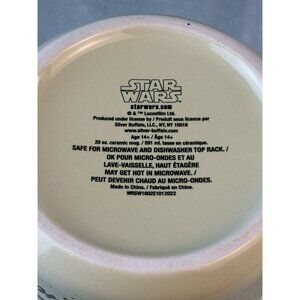 STAR
WARS
starwars.com
© & ™ Lucasfilm Ltd.
Produced under license by / Produit sous licence par
Silver Buffalo, LLC., NY, NY 10018
www.silver-buffalo.com
Age 14+ / Âge 14+
20 oz. ceramic mug. / 591 ml. tasse en céramique.
SAFE FOR MICROWAVE AND DISHWASHER TOP RACK. /
OK POUR MICRO-ONDES ET AU
LAVE-VAISSELLE, HAUT ÉTAGÈRE
MAY GET HOT IN MICROWAVE. /
PEUT DEVENIR CHAUD AU MICRO-ONDES.
Made in China. / Fabriqué en Chine.
WRSW1602E1012022